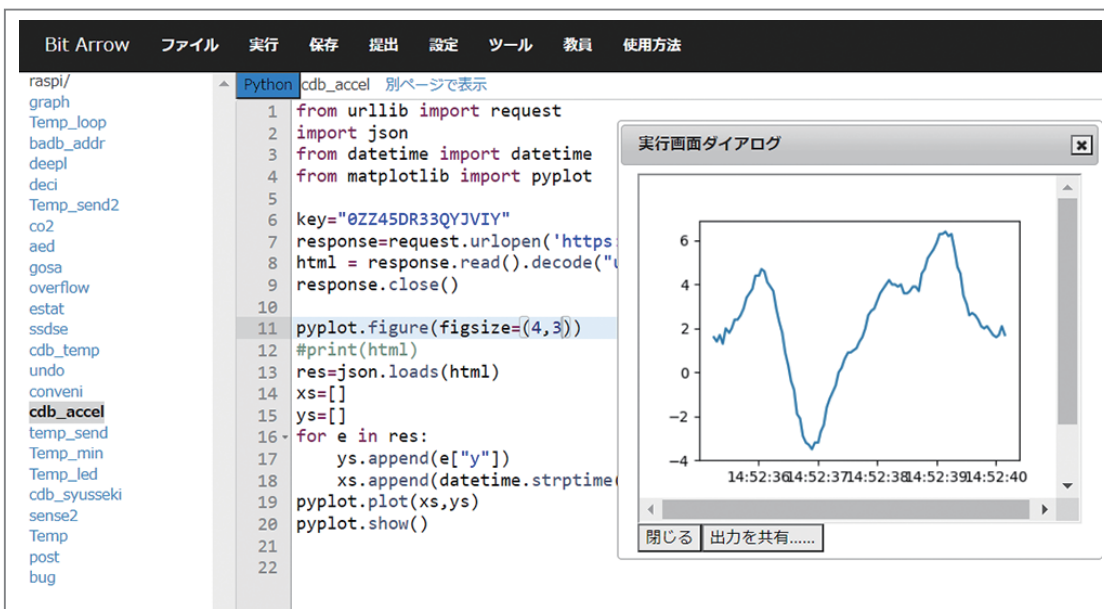 Bit Arrow ファイル 実行 保存 提出 設定 ツール 教員 使用方法
raspi/
graph
Temp_loop
badb_addr
deepl
deci
Temp_send2
co2
aed
gosa
overflow
estat
ssdse
cdb_temp
undo
conveni
cdb_accel
temp_send
Temp_min
Temp_led
cdb_syusseki
sense2
Temp
post
bug
Python cdb_accel 別ページで表示
1 from urllib import request
2 import json
3 from datetime import datetime
4 from matplotlib import pyplot
5
6 key="0ZZ45DR33QYJVIY"
7 response=request.urlopen('https:
8 html = response.read().decode("u
9 response.close()
10
11 pyplot.figure(figsize=(4,3))
12 #print(html)
13 res=json.loads(html)
14 xs=[]
15 ys=[]
16 for e in res:
17     ys.append(e["y"])
18     xs.append(datetime.strptime(
19 pyplot.plot(xs,ys)
20 pyplot.show()
21
22
実行画面ダイアログ
6
4
2
0
−2
−4
14:52:36 14:52:37 14:52:38 14:52:39 14:52:40
閉じる 出力を共有......